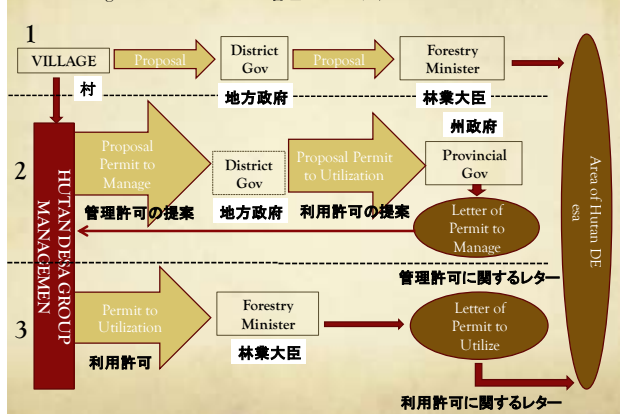 1
VILLAGE
Proposal
District
Gov
Proposal
Forestry
Minister
村
地方政府
林業大臣
州政府
2
Proposal
Permit to
Manage
District
Gov
Proposal Permit
to Utilization
Provincial
Gov
管理許可の提案
地方政府
利用許可の提案
Letter of
Permit to
Manage
HUTAN DESA GROUP
MANAGEMEN
Area of Hutan DE
esa
管理許可に関するレター
3
Permit to
Utilization
Forestry
Minister
Letter of
Permit to
Utilize
利用許可
林業大臣
利用許可に関するレター